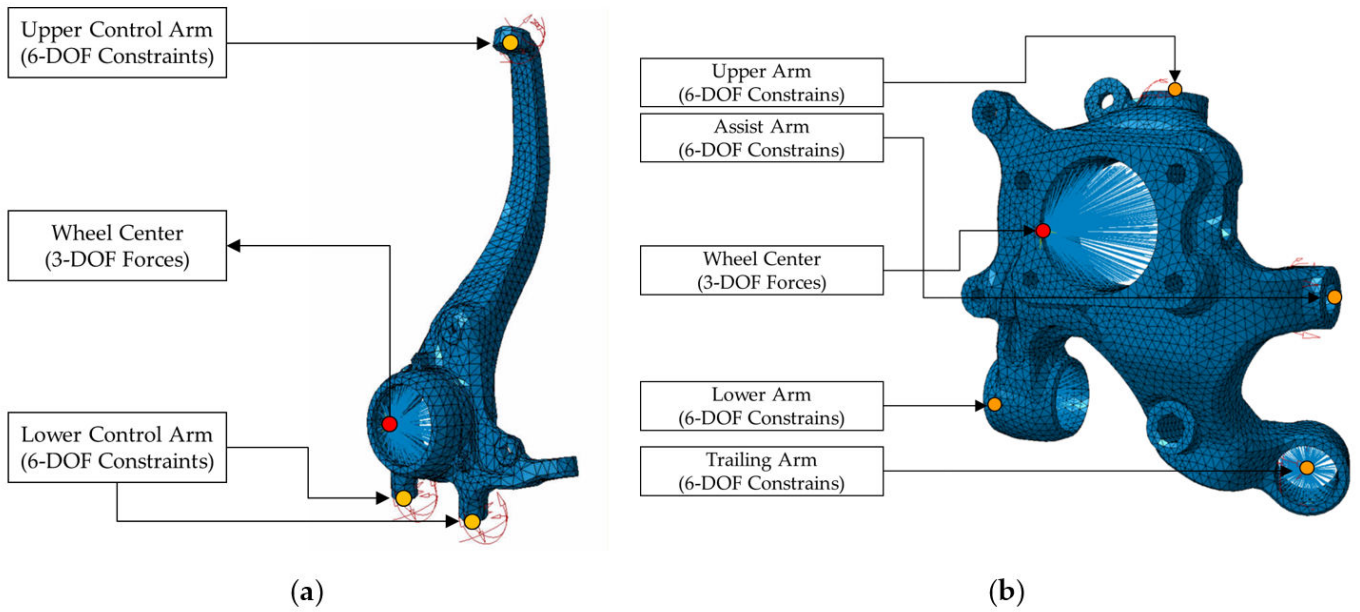 Upper Control Arm
(6-DOF Constraints)
Wheel Center
(3-DOF Forces)
Lower Control Arm
(6-DOF Constraints)
(a)
Upper Arm
(6-DOF Constrains)
Assist Arm
(6-DOF Constrains)
Wheel Center
(3-DOF Forces)
Lower Arm
(6-DOF Constrains)
Trailing Arm
(6-DOF Constrains)
(b)